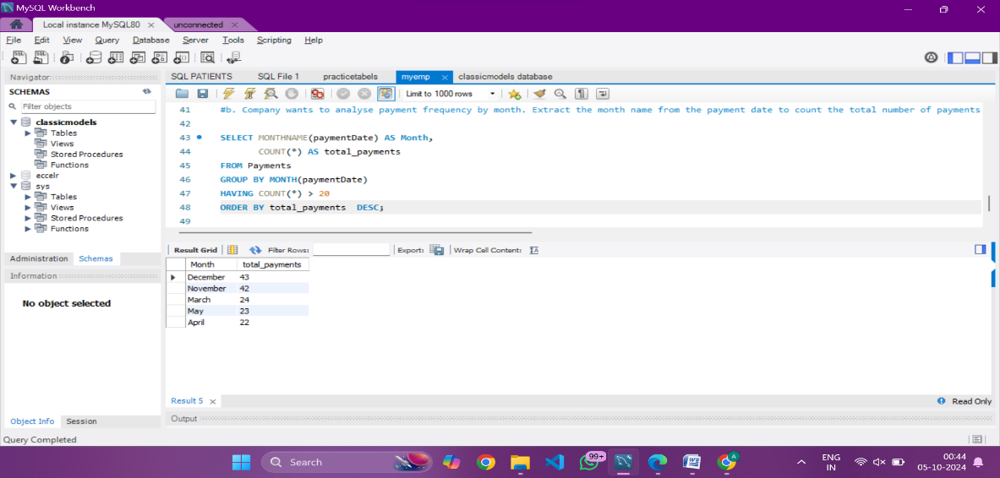 MySQL Workbench
Local instance MySQL80
unconnected
File Edit View Query Database Server Tools Scripting Help
Navigator
SCHEMAS
Filter objects
classicmodels
Tables
Views
Stored Procedures
Functions
eccelr
sys
Tables
Views
Stored Procedures
Functions
Administration Schemas
Information
No object selected
Object Info Session
SQL PATIENTS SQL File 1 practicetabels myemp classicmodels database
Limit to 1000 rows
41 #b. Company wants to analyse payment frequency by month. Extract the month name from the payment date to count the total number of payments
42
43 SELECT MONTHNAME(paymentDate) AS Month,
44 COUNT(*) AS total_payments
45 FROM Payments
46 GROUP BY MONTH(paymentDate)
47 HAVING COUNT(*) > 20
48 ORDER BY total_payments DESC;
49
Result Grid Filter Rows: Export: Wrap Cell Content: IA
Month total_payments
December 43
November 42
March 24
May 23
April 22
Result 5
Read Only
Output
Query Completed
Search
99+
A
ENG
IN
00:44
05-10-2024